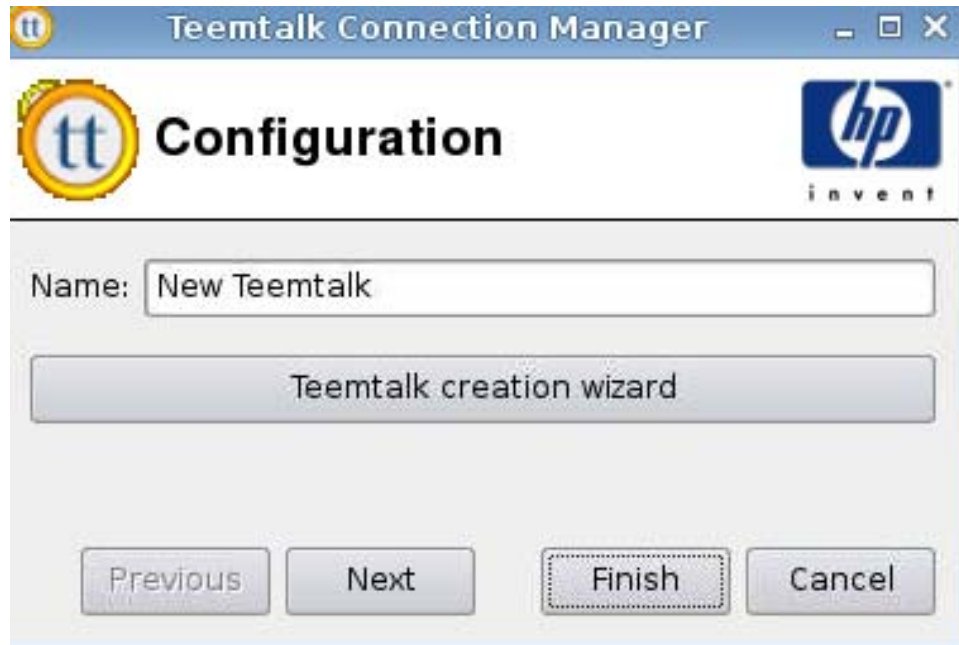 tt Teemtalk Connection Manager
tt Configuration hp
invent
Name: New Teemtalk
Teemtalk creation wizard
Previous Next Finish Cancel